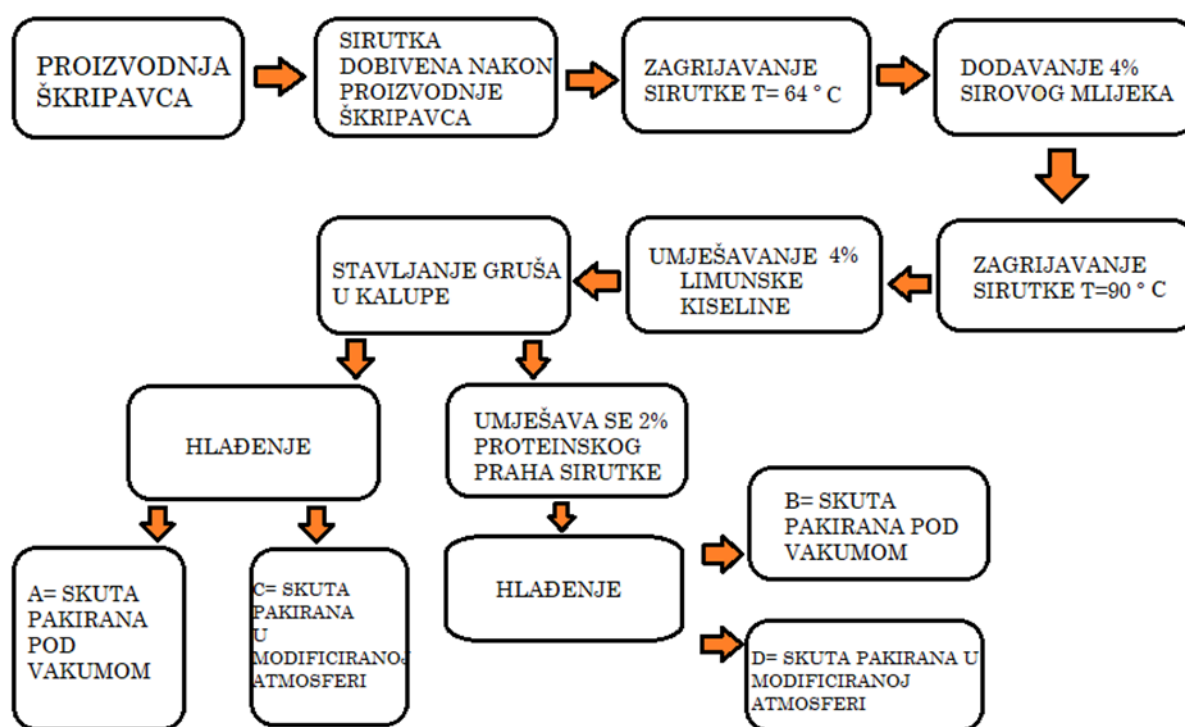 PROIZVODNJA
ŠKRIPAVCA
SIRUTKA
DOBIVENA NAKON
PROIZVODNJE
ŠKRIPAVCA
ZAGRIJAVANJE
SIRUTKE T= 64 ° C
DODAVANJE 4%
SIROVOG MLIJEKA
ZAGRIJAVANJE
SIRUTKE T=90 ° C
UMJEŠAVANJE 4%
LIMUNSKE
KISELINE
STAVLJANJE GRUŠA
U KALUPE
HLAĐENJE
UMJEŠAVA SE 2%
PROTEINSKOG
PRAHA SIRUTKE
A= SKUTA
PAKIRANA
POD
VAKUMOM
C= SKUTA
PAKIRANA
U
MODIFICIRANOJ
ATMOSFERI
HLAĐENJE
B= SKUTA
PAKIRANA POD
VAKUMOM
D= SKUTA PAKIRANA U
MODIFICIRANOJ
ATMOSFERI